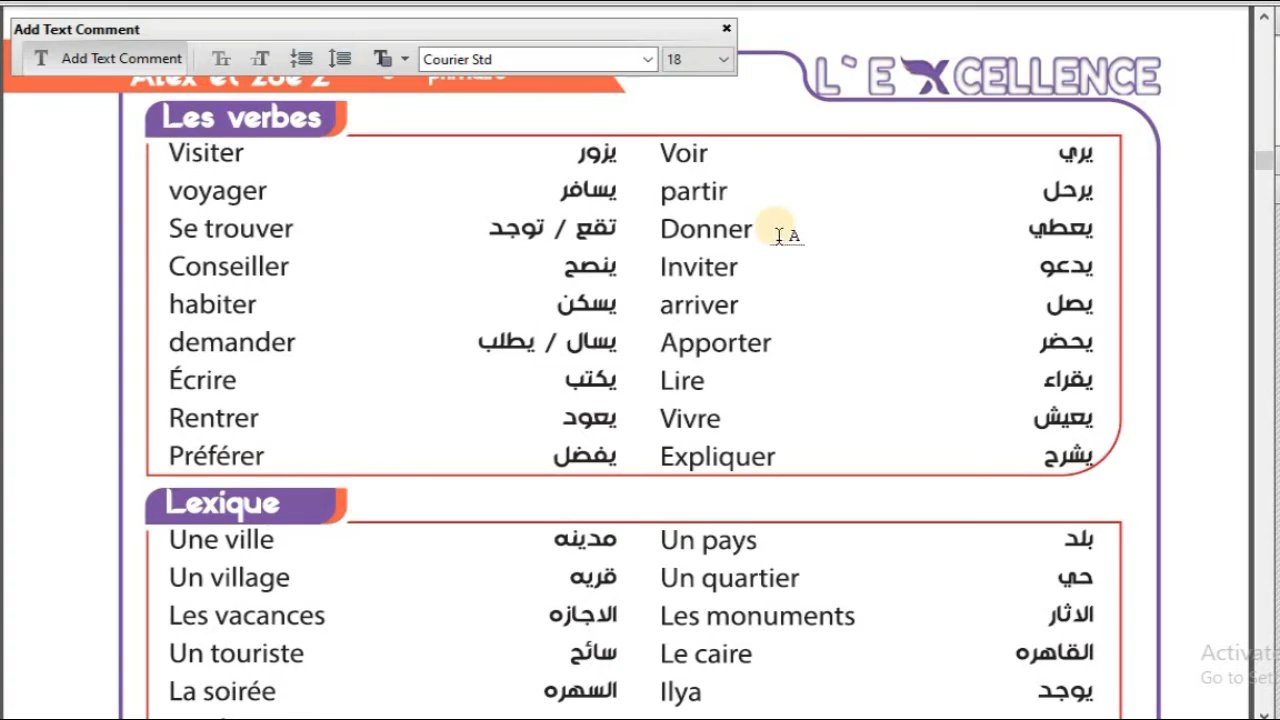 Add Text Comment
Add Text Comment Courier Std 18
Alex et Zoé 2
L`EXCELLENCE
Les verbes
Visiter يزور Voir يري
voyager يسافر partir يرحل
Se trouver تقع / توجد Donner يعطي
Conseiller ينصح Inviter يدعو
habiter يسكن arriver يصل
demander يسال / يطلب Apporter يحضر
Écrire يكتب Lire يقراء
Rentrer يعود Vivre يعيش
Préférer يفضل Expliquer يشرح
Lexique
Une ville مدينه Un pays بلد
Un village قريه Un quartier حي
Les vacances الاجازه Les monuments الاثار
Un touriste سائح Le caire القاهره
La soirée السهره Ilya يوجد